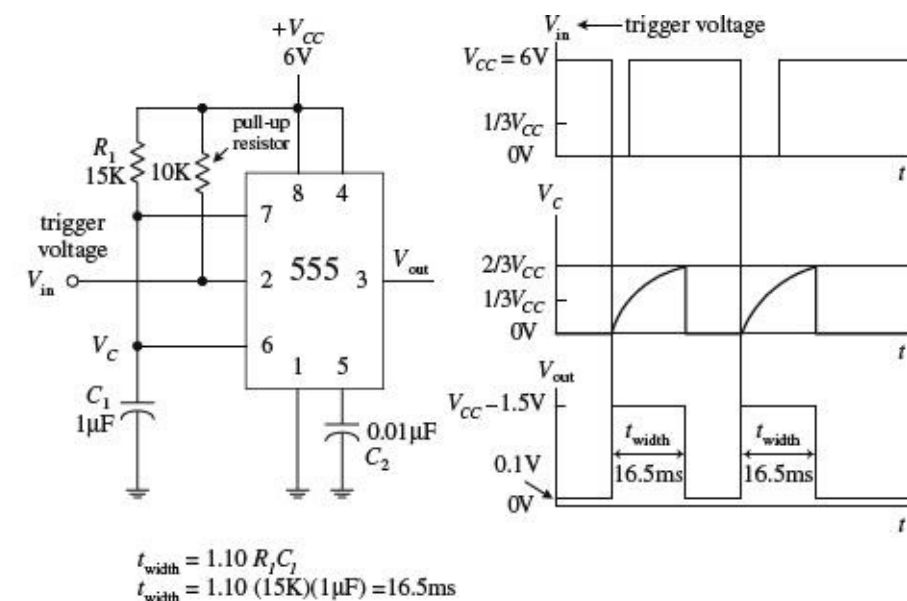 +V_CC
6V
pull-up
resistor
R_1
15K
10K
8 4
7
trigger
voltage
V_in
2
555
3
V_out
V_C
6
1 5
C_1
1μF
0.01μF
C_2
t_width = 1.10 R_1C_1
t_width = 1.10 (15K)(1μF) =16.5ms
V_in trigger voltage
V_CC = 6V
1/3V_CC
0V
t
V_C
2/3V_CC
1/3V_CC
0V
t
V_out
V_CC –1.5V
t_width t_width
16.5ms 16.5ms
0.1V
0V
t